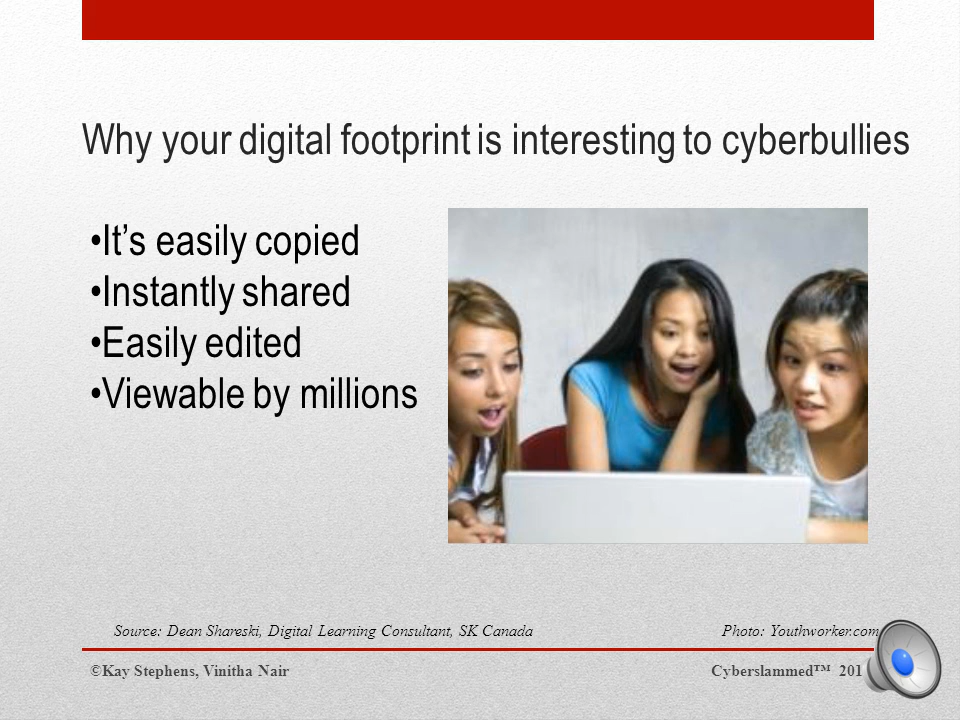 Why your digital footprint is interesting to cyberbullies
•It’s easily copied
•Instantly shared
•Easily edited
•Viewable by millions
Source: Dean Shareski, Digital Learning Consultant, SK Canada
Photo: Youthworker.com
©Kay Stephens, Vinitha Nair
Cyberslammed™